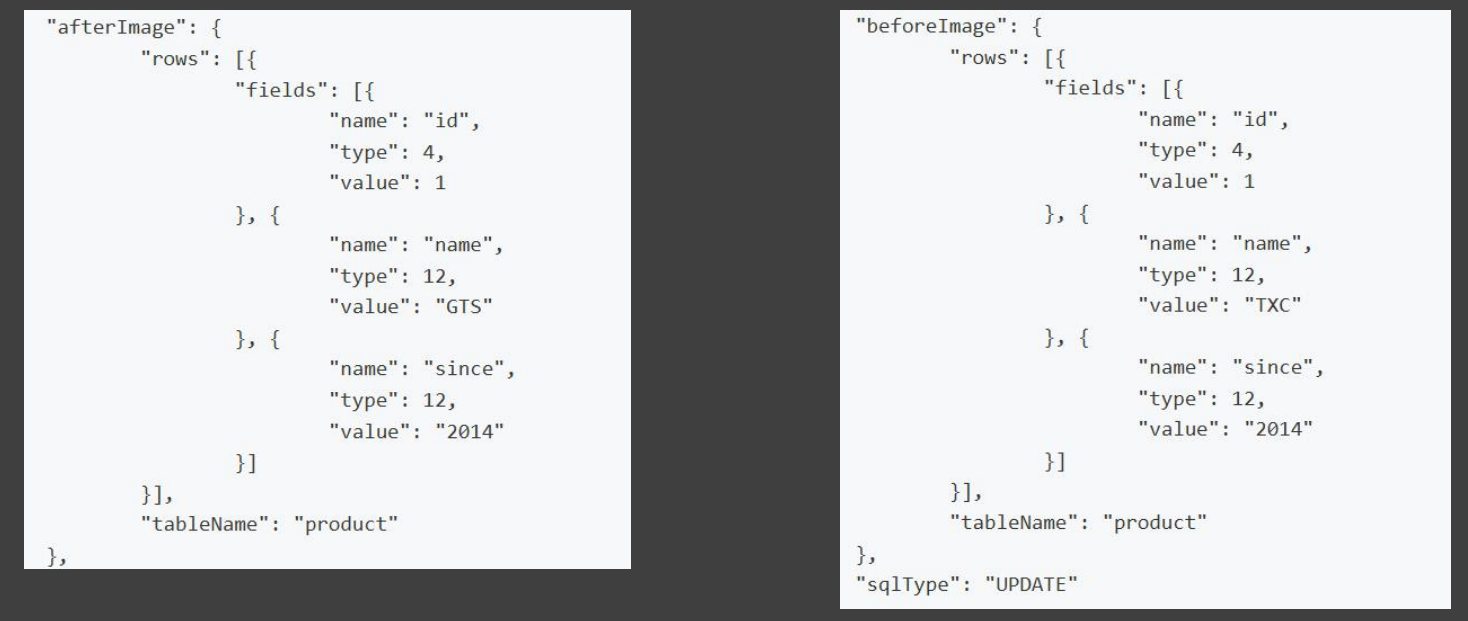 "afterImage": {
"rows": [{
"fields": [{
"name": "id",
"type": 4,
"value": 1
}, {
"name": "name",
"type": 12,
"value": "GTS"
}, {
"name": "since",
"type": 12,
"value": "2014"
}]
}],
"tableName": "product"
},
"beforeImage": {
"rows": [{
"fields": [{
"name": "id",
"type": 4,
"value": 1
}, {
"name": "name",
"type": 12,
"value": "TXC"
}, {
"name": "since",
"type": 12,
"value": "2014"
}]
}],
"tableName": "product"
},
"sqlType": "UPDATE"